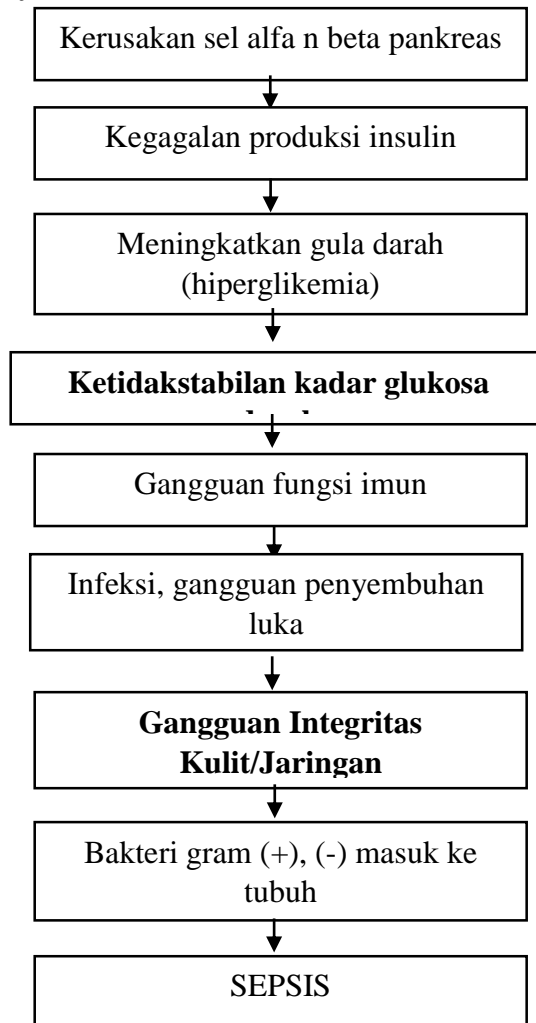 Kerusakan sel alfa n beta pankreas
Kegagalan produksi insulin
Meningkatkan gula darah
(hiperglikemia)
Ketidakstabilan kadar glukosa
Gangguan fungsi imun
Infeksi, gangguan penyembuhan
luka
Gangguan Integritas
Kulit/Jaringan
Bakteri gram (+), (-) masuk ke
tubuh
SEPSIS